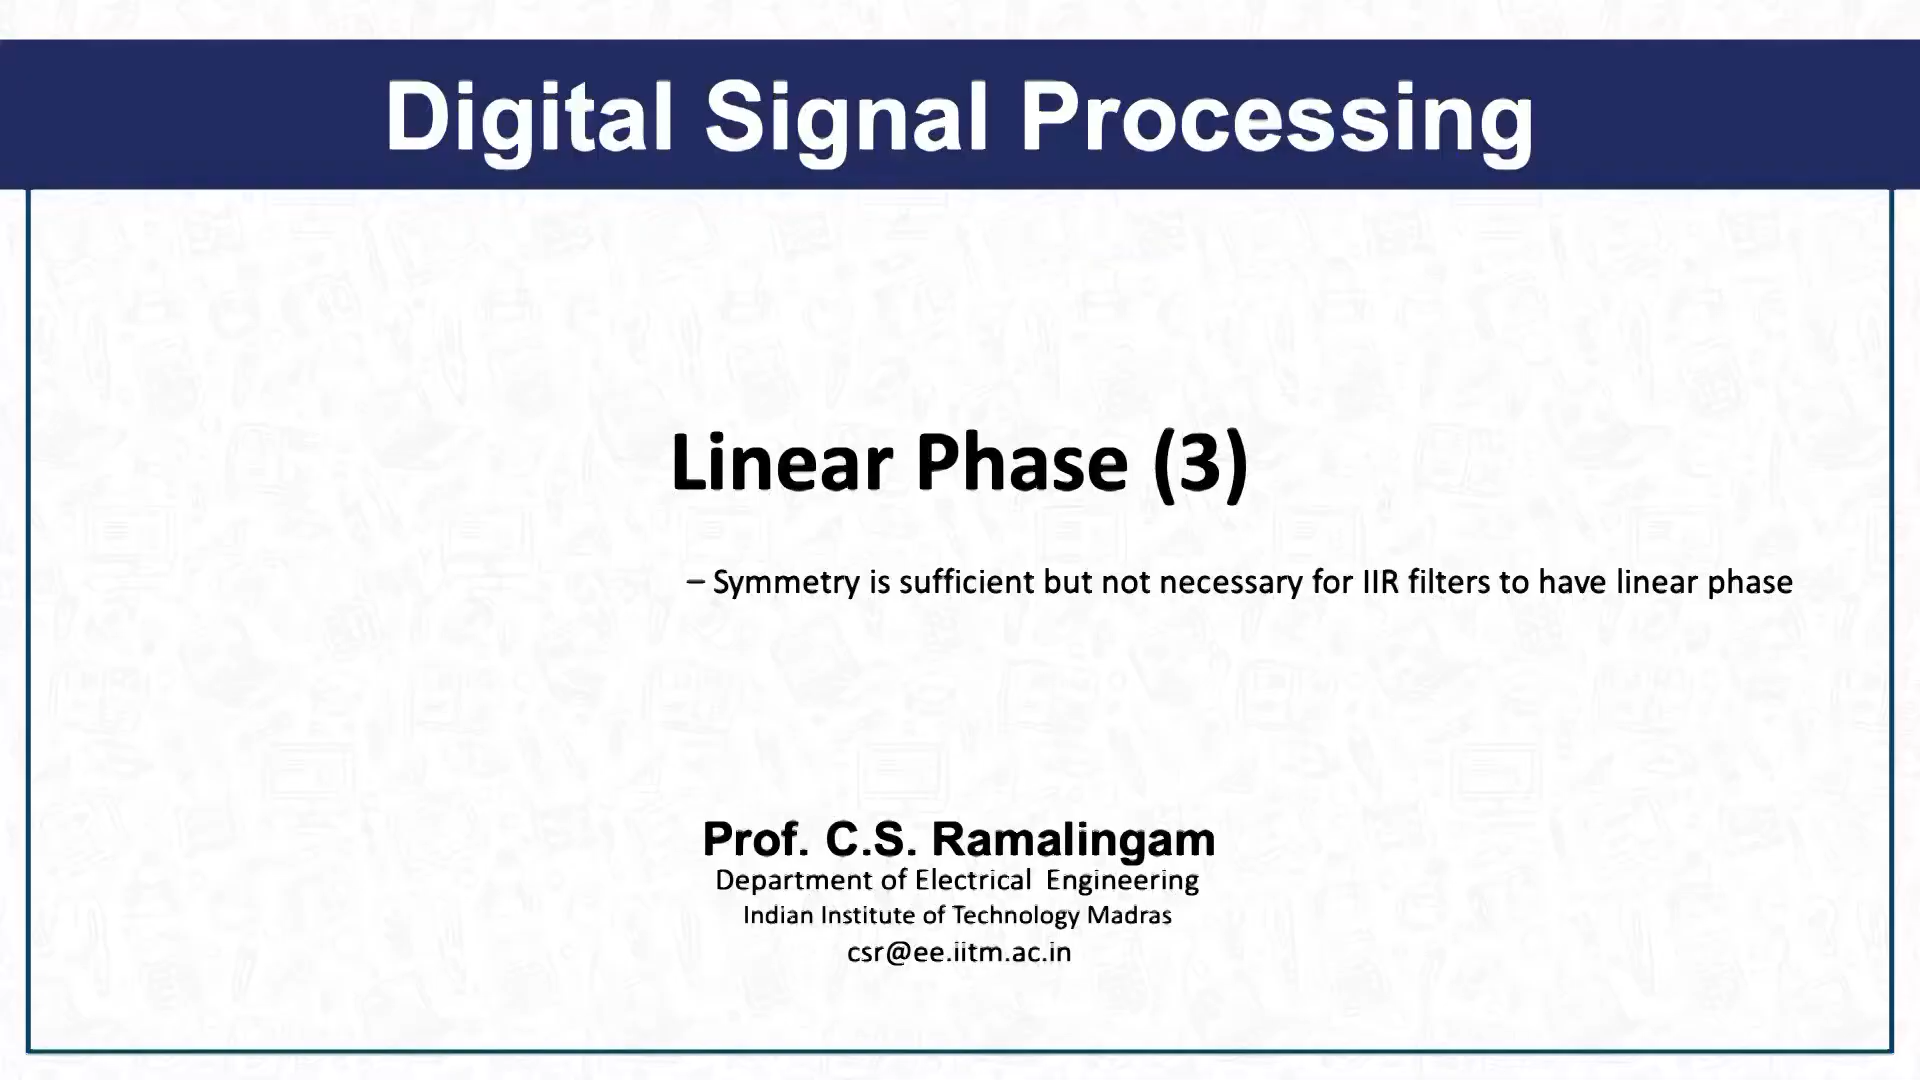 Digital Signal Processing
Linear Phase (3)
– Symmetry is sufficient but not necessary for IIR filters to have linear phase
Prof. C.S. Ramalingam
Department of Electrical Engineering
Indian Institute of Technology Madras
csr@ee.iitm.ac.in